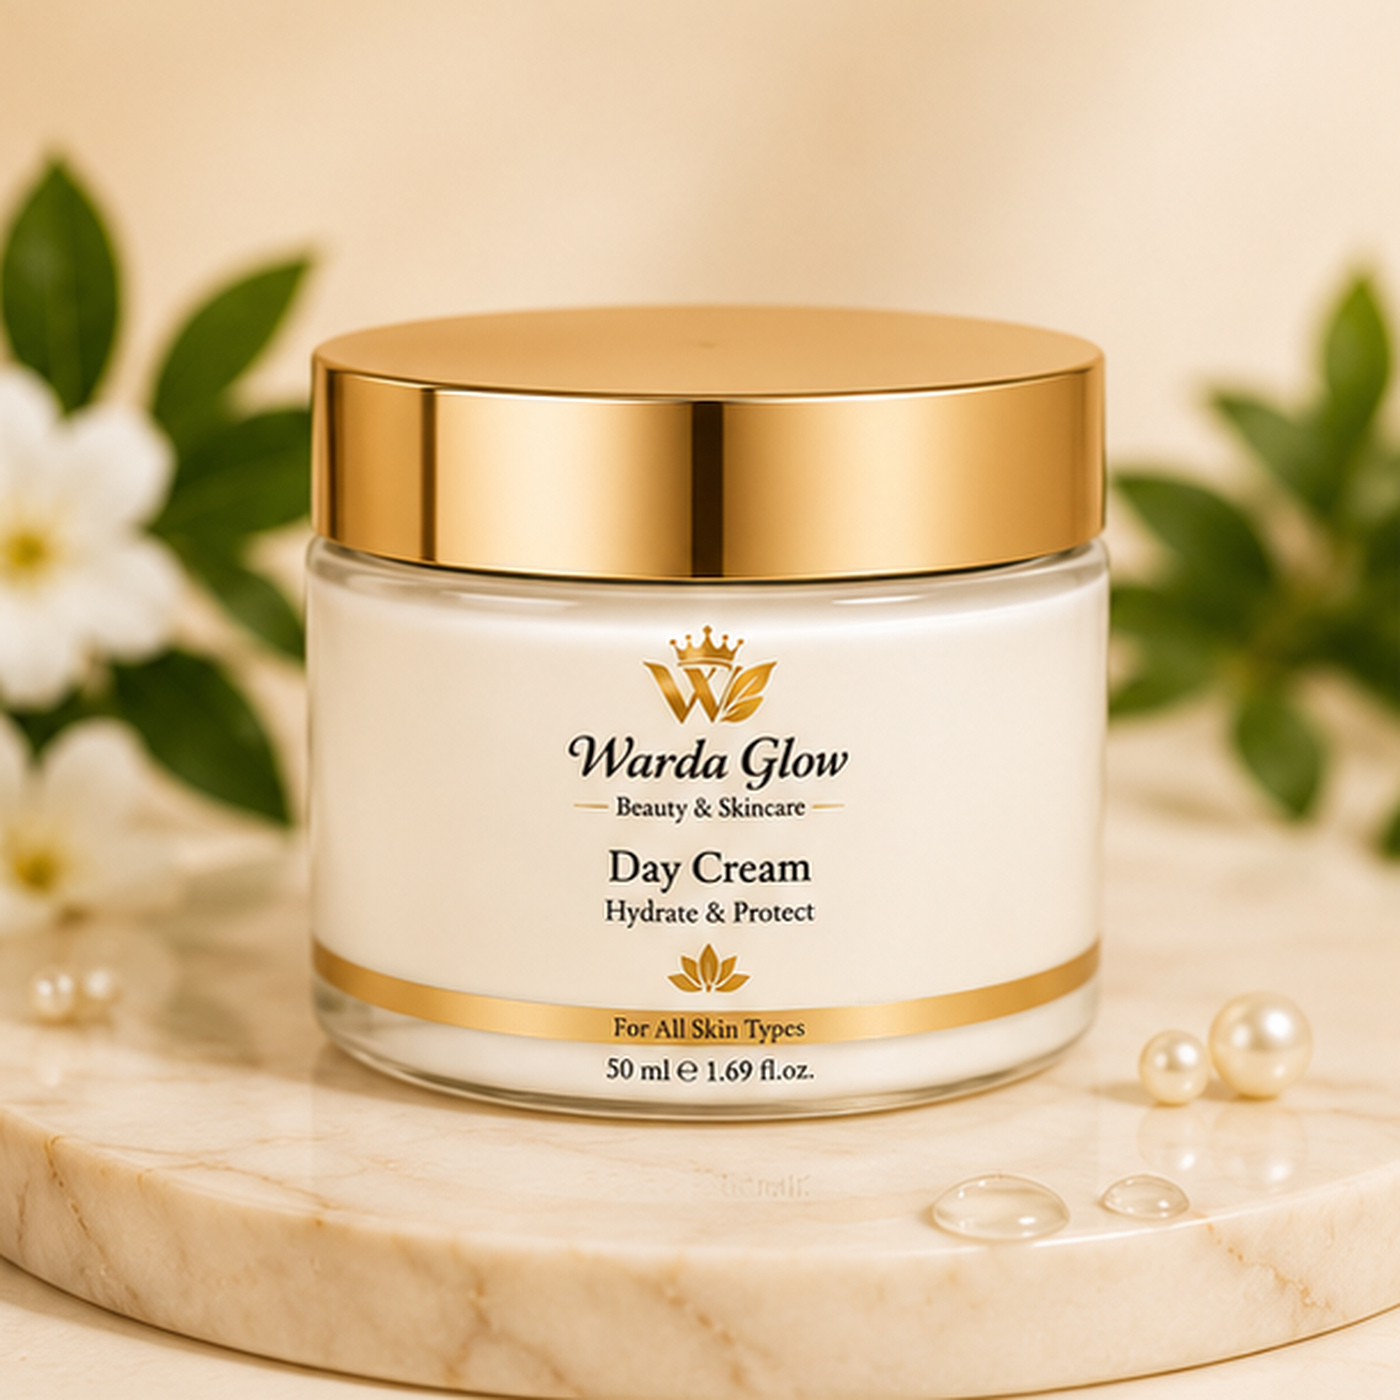 Warda Glow
Beauty & Skincare
Day Cream
Hydrate & Protect
For All Skin Types
50 ml ℮ 1.69 fl.oz.